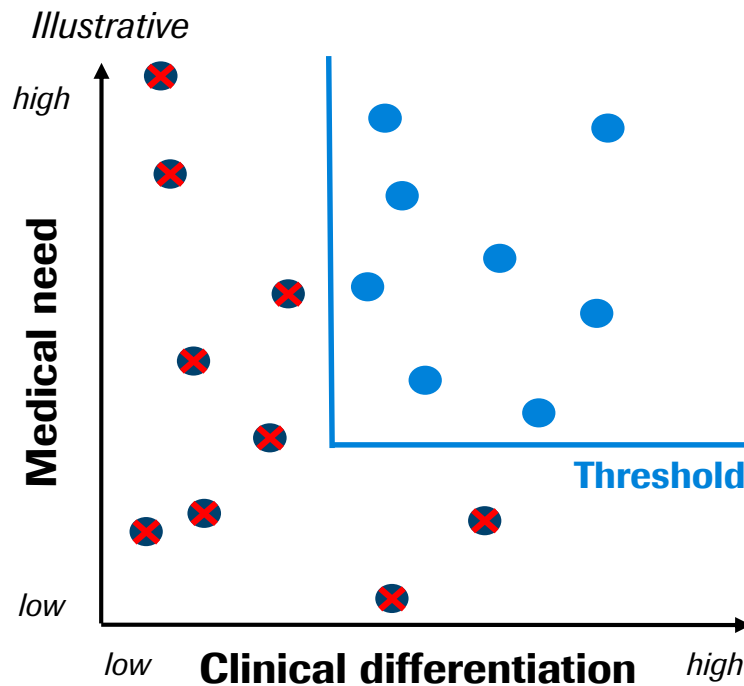 Illustrative
high
Medical need
Threshold
low
low
Clinical differentiation
high